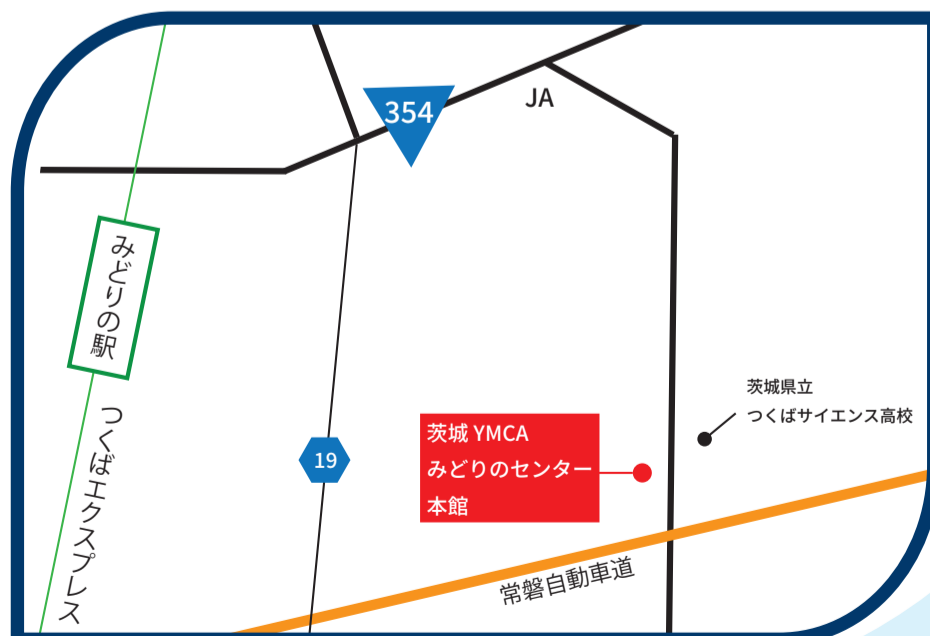 354
JA
みどりの駅
つくばエクスプレス
19
茨城県立
つくばサイエンス高校
茨城 YMCA
みどりのセンター
本館
常磐自動車道